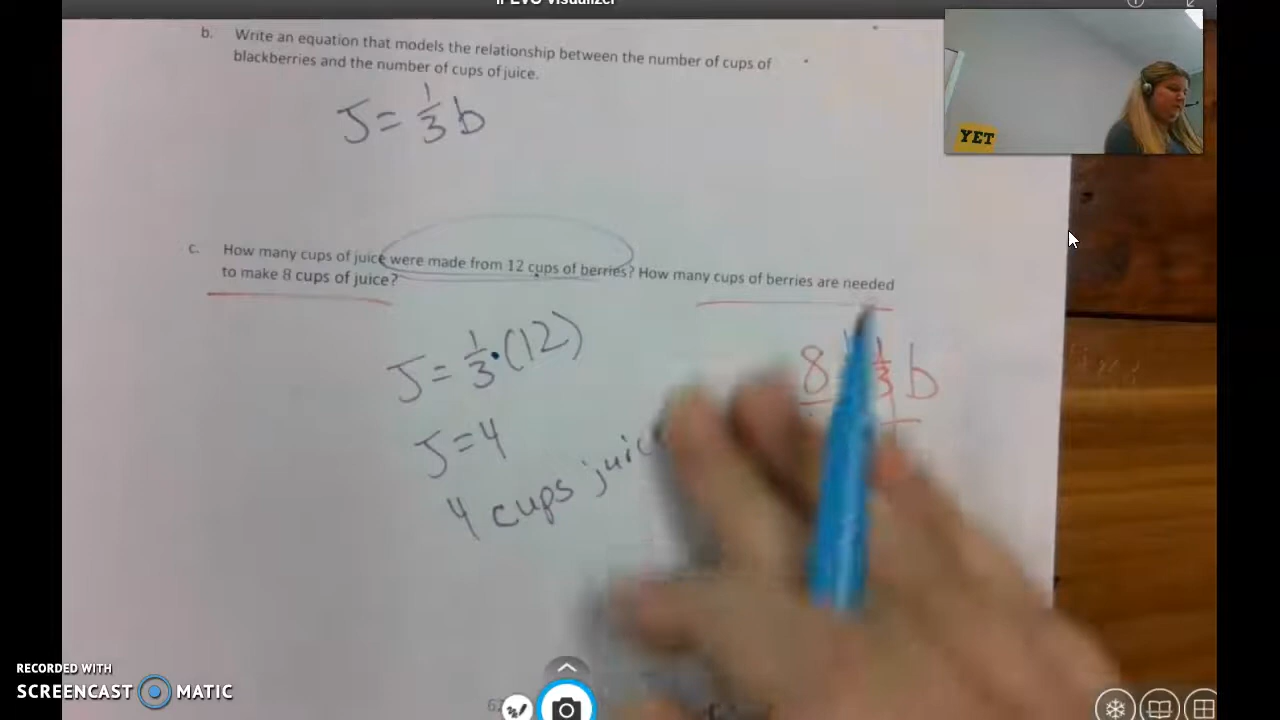 b. Write an equation that models the relationship between the number of cups of
blackberries and the number of cups of juice.
J = 1/3 b
c. How many cups of juice were made from 12 cups of berries? How many cups of berries are needed
to make 8 cups of juice?
J = 1/3 • (12)
J = 4
4 cups
8 1/3 b
YET
RECORDED WITH
SCREENCAST MATIC